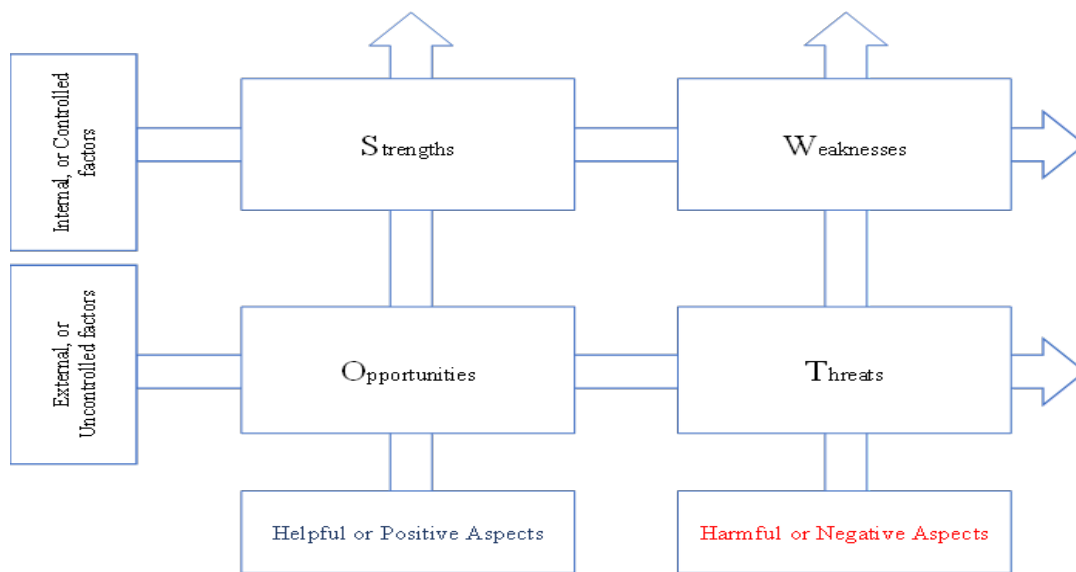 Internal, or Controlled
factors
Strengths
Weaknesses
External, or
Uncontrolled factors
Opportunities
Threats
Helpful or Positive Aspects
Harmful or Negative Aspects